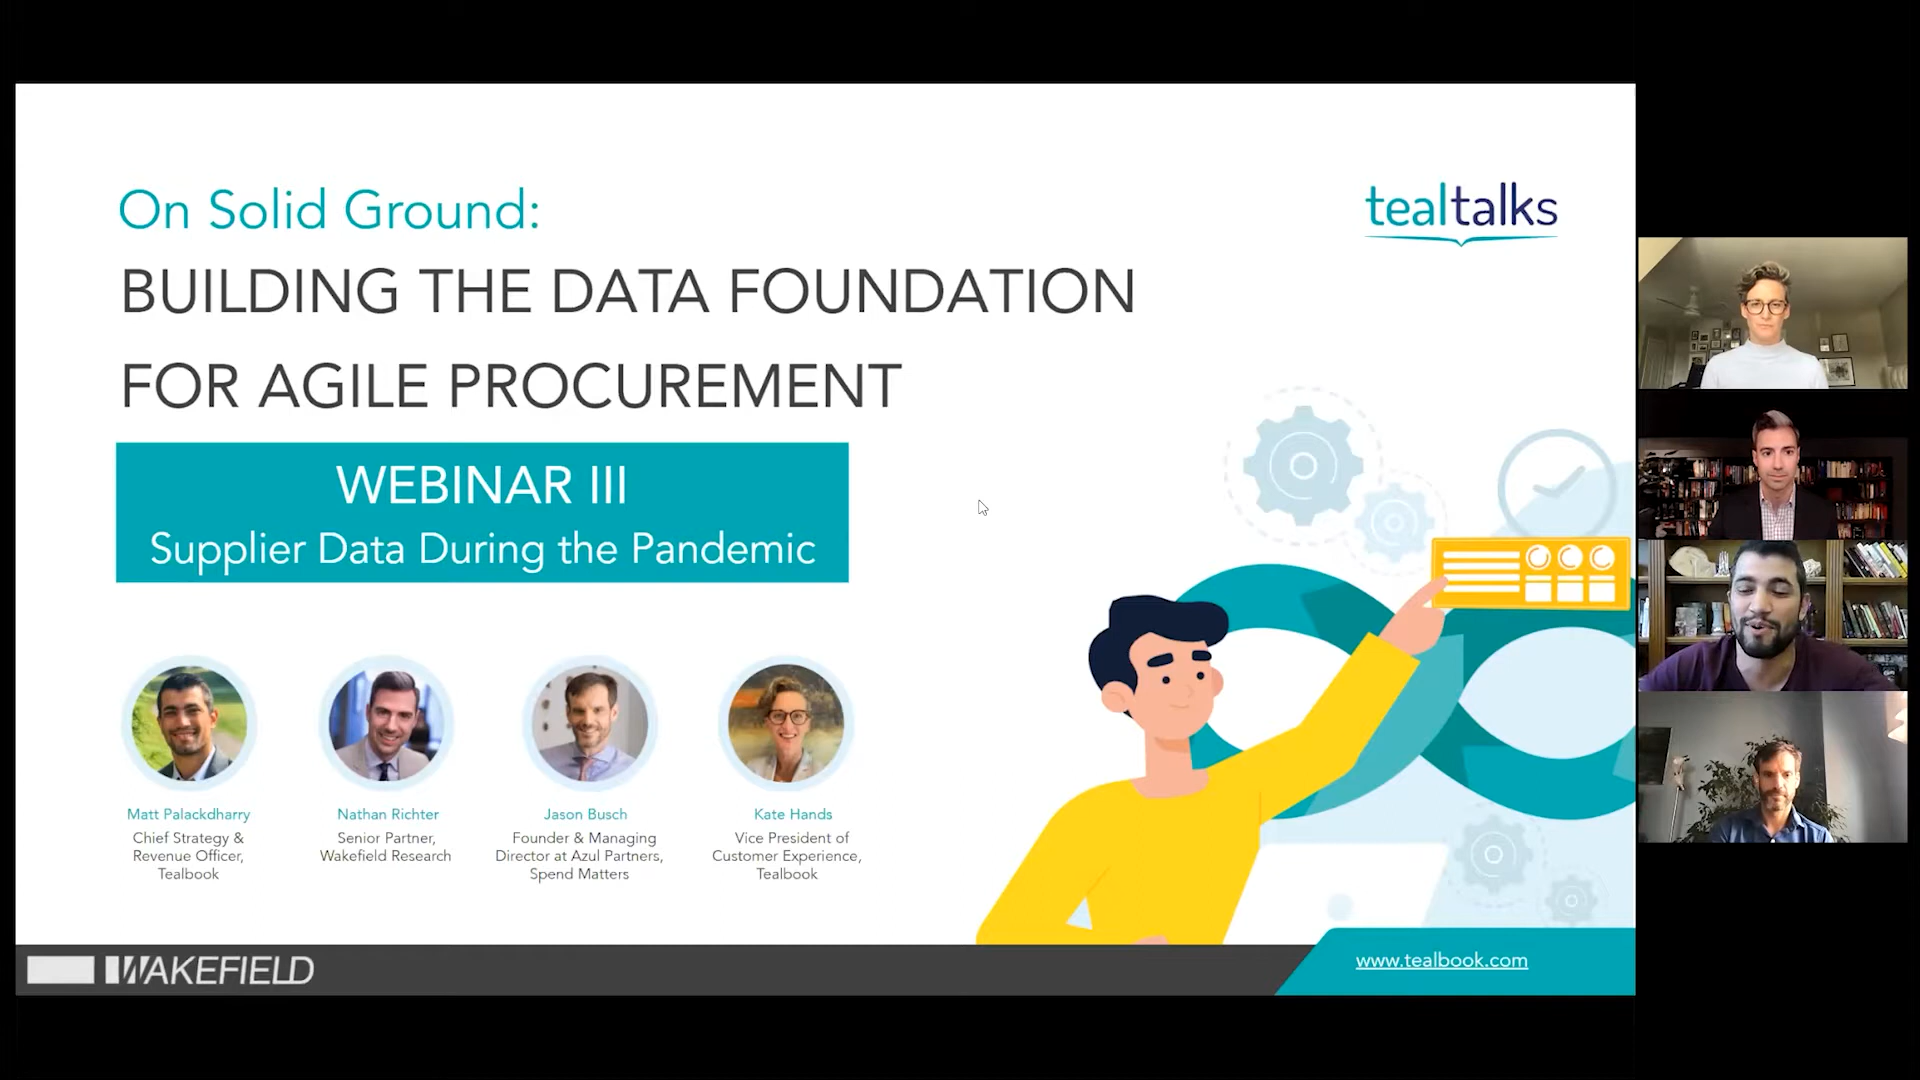 On Solid Ground:
BUILDING THE DATA FOUNDATION
FOR AGILE PROCUREMENT
tealtalks
WEBINAR III
Supplier Data During the Pandemic
Matt Palackdharry
Chief Strategy &
Revenue Officer,
Tealbook
Nathan Richter
Senior Partner,
Wakefield Research
Jason Busch
Founder & Managing
Director at Azul Partners,
Spend Matters
Kate Hands
Vice President of
Customer Experience,
Tealbook
WAKEFIELD
www.tealbook.com